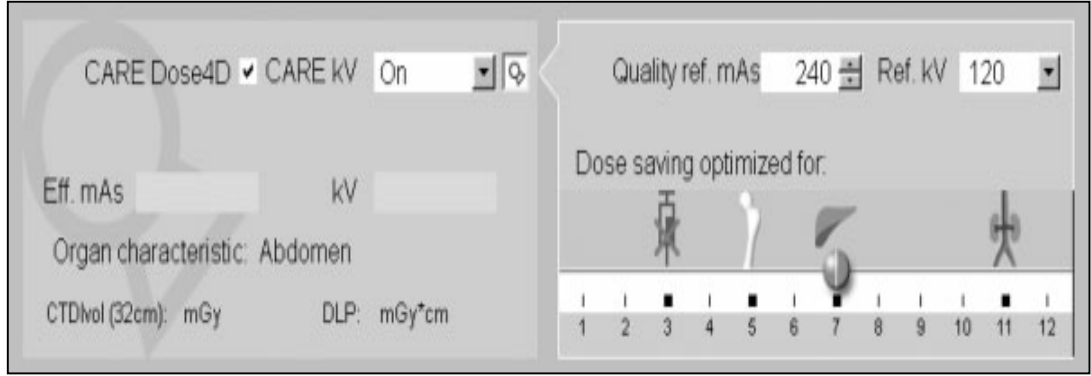 CARE Dose4D CARE kV On
Eff. mAs kV
Organ characteristic: Abdomen
CTDIvol (32cm): mGy DLP: mGy*cm
Quality ref. mAs 240 Ref. kV 120
Dose saving optimized for:
1 2 3 4 5 6 7 8 9 10 11 12